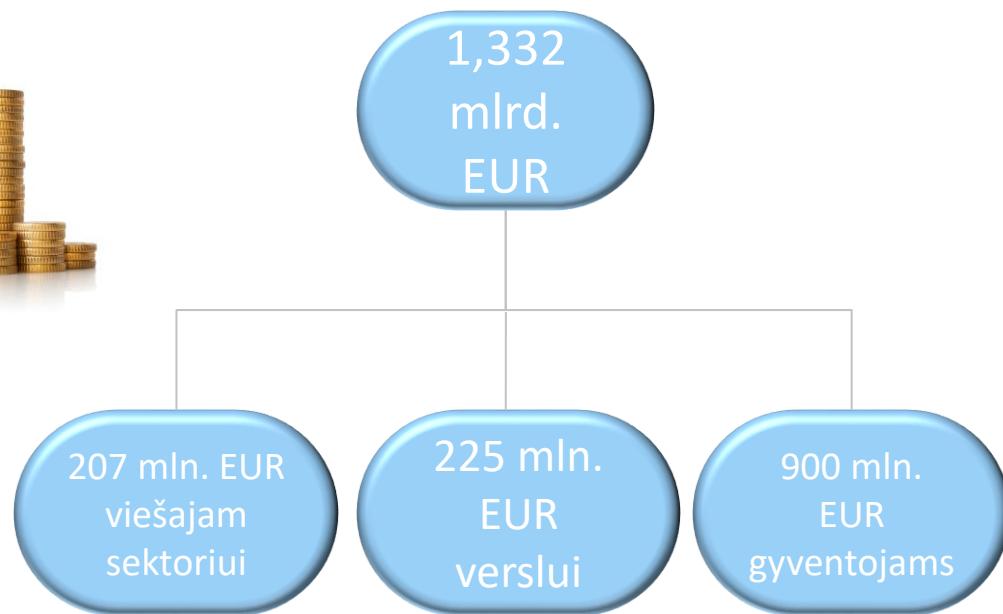 1,332
mlrd.
EUR
207 mln. EUR
viešajam
sektoriui
225 mln.
EUR
verslui
900 mln.
EUR
gyventojams